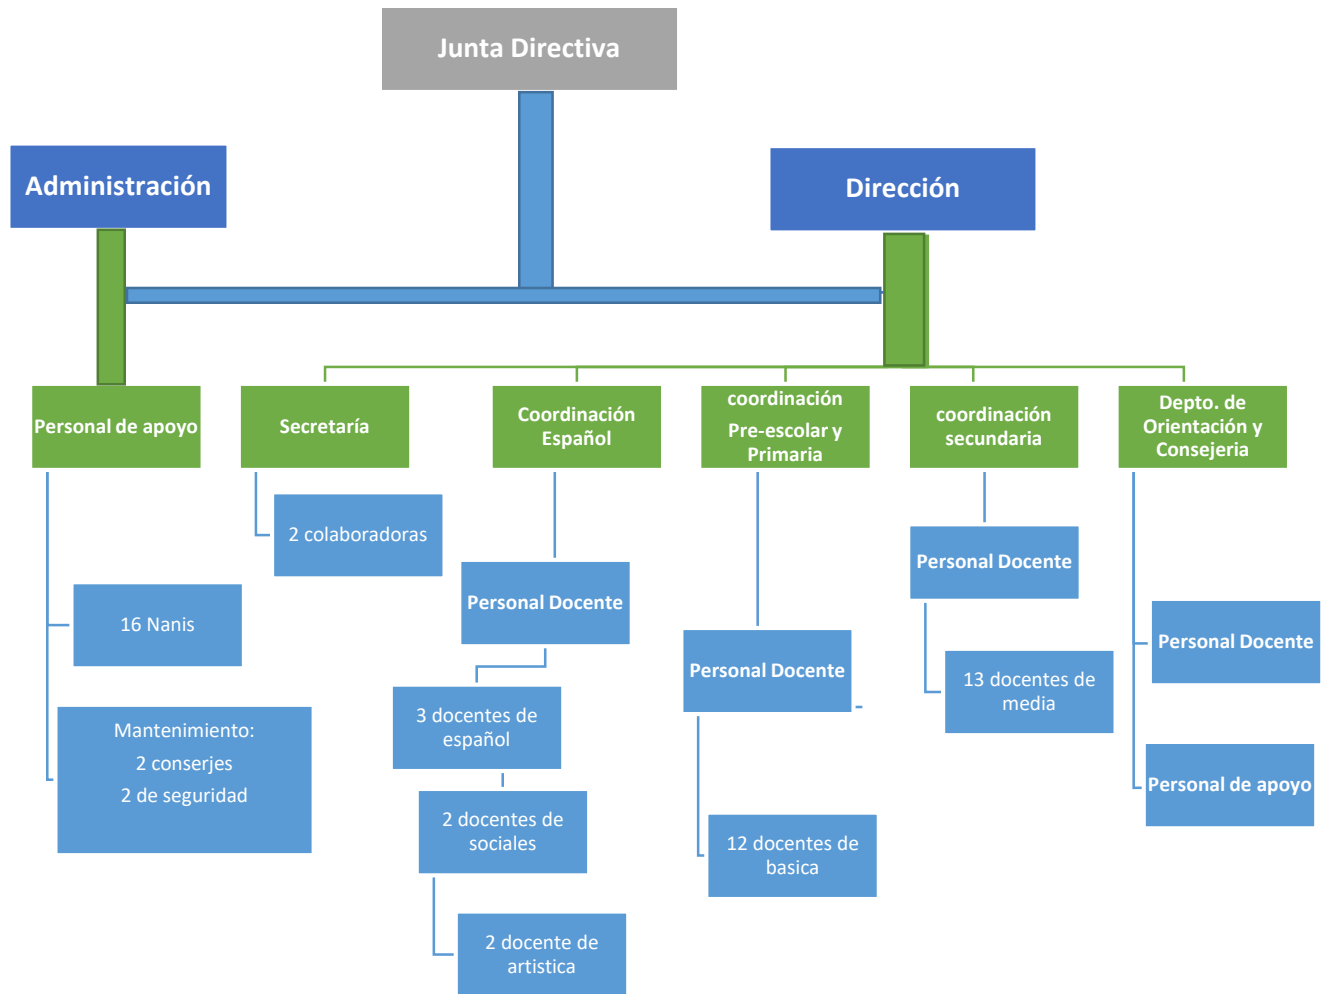 Junta Directiva
Administración
Dirección
Personal de apoyo
Secretaría
Coordinación
Español
coordinación
Pre-escolar y
Primaria
coordinación
secundaria
Depto. de
Orientación y
Consejeria
2 colaboradoras
16 Nanis
Mantenimiento:
2 conserjes
2 de seguridad
Personal Docente
3 docentes de
español
2 docentes de
sociales
2 docente de
artistica
Personal Docente
12 docentes de
basica
Personal Docente
13 docentes de
media
Personal Docente
Personal de apoyo